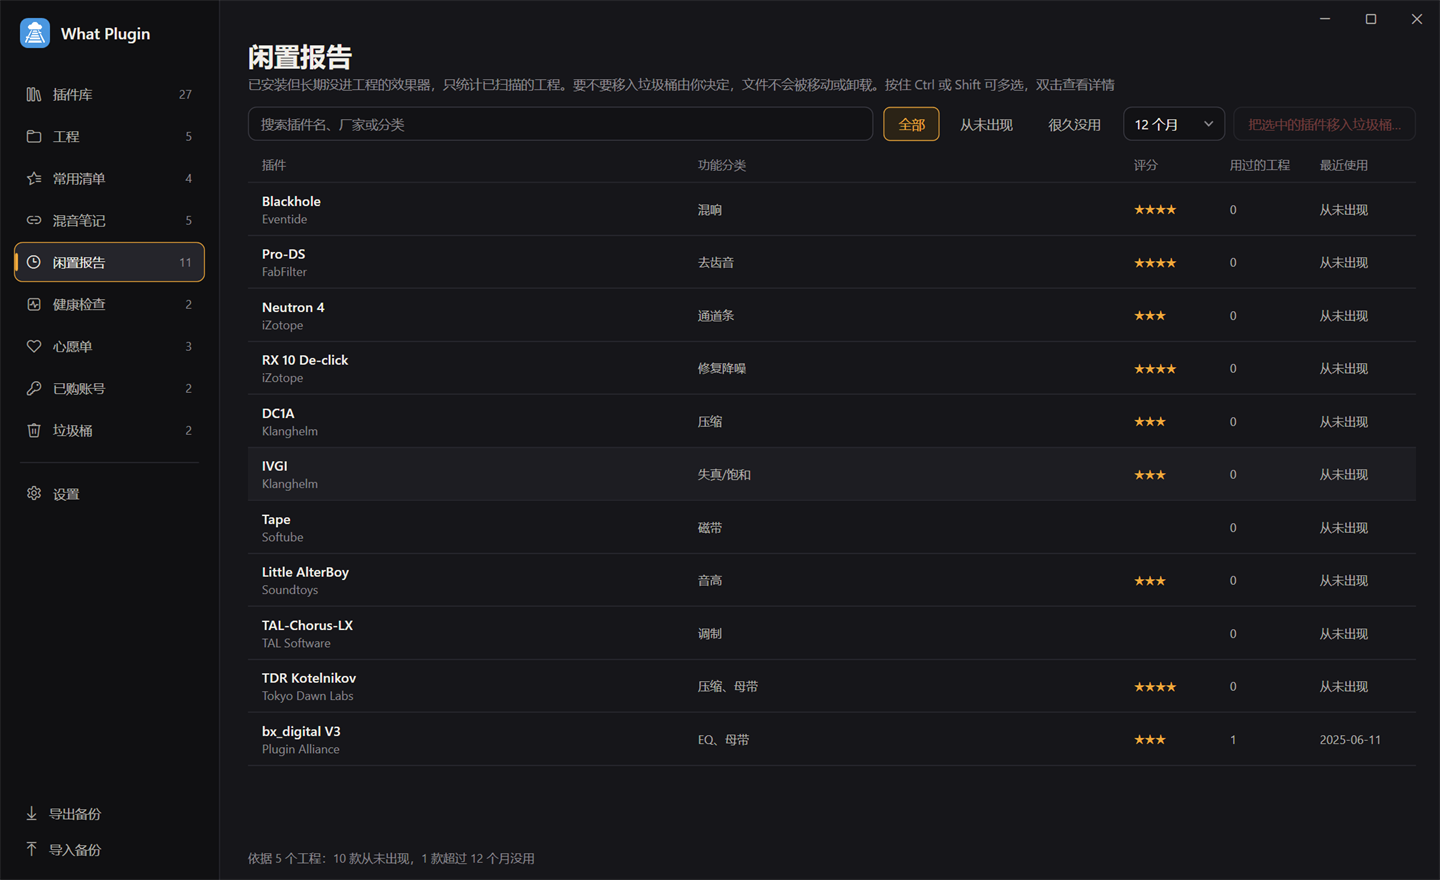 What Plugin
插件库 27
工程 5
常用清单 4
混音笔记 5
闲置报告 11
健康检查 2
心愿单 3
已购账号 2
垃圾桶 2
设置
导出备份
导入备份
闲置报告
已安装但长期没进工程的效果器，只统计已扫描的工程。要不要移入垃圾桶由你决定，文件不会被移动或卸载。按住 Ctrl 或 Shift 可多选，双击查看详情
搜索插件名、厂家或分类 全部 从未出现 很久没用 12 个月 把选中的插件移入垃圾桶...
插件 功能分类 评分 用过的工程 最近使用
Blackhole
Eventide
混响 ★★★★ 0 从未出现
Pro-DS
FabFilter
去齿音 ★★★★ 0 从未出现
Neutron 4
iZotope
通道条 ★★★ 0 从未出现
RX 10 De-click
iZotope
修复降噪 ★★★★ 0 从未出现
DC1A
Klanghelm
压缩 ★★★ 0 从未出现
IVGI
Klanghelm
失真/饱和 ★★★ 0 从未出现
Tape
Softube
磁带 0 从未出现
Little AlterBoy
Soundtoys
音高 ★★★ 0 从未出现
TAL-Chorus-LX
TAL Software
调制 0 从未出现
TDR Kotelnikov
Tokyo Dawn Labs
压缩、母带 ★★★★ 0 从未出现
bx_digital V3
Plugin Alliance
EQ、母带 ★★★ 1 2025-06-11
依据 5 个工程：10 款从未出现，1 款超过 12 个月没用